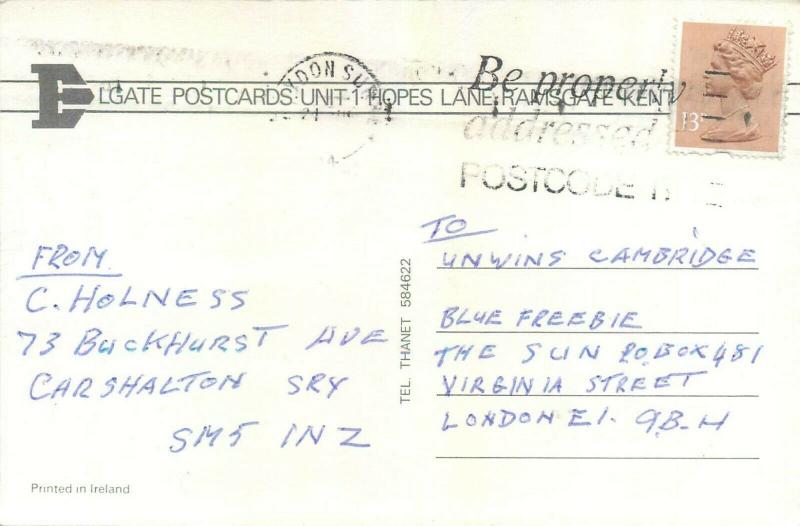 ELGATE POSTCARDS UNIT 1 HOPES LANE RAMSGATE KENT
Be properly
addressed
POSTCODE
13
FROM
C. HOLNESS
73 BUCKHURST AVE
CARSHALTON SRY
SM5 1NZ
Printed in Ireland
TEL. THANET 584622
TO
UNWINS CAMBRIDGE
BLUE FREEBIE
THE SUN P.O. BOX 481
VIRGINIA STREET
LONDON E1. 9B-H